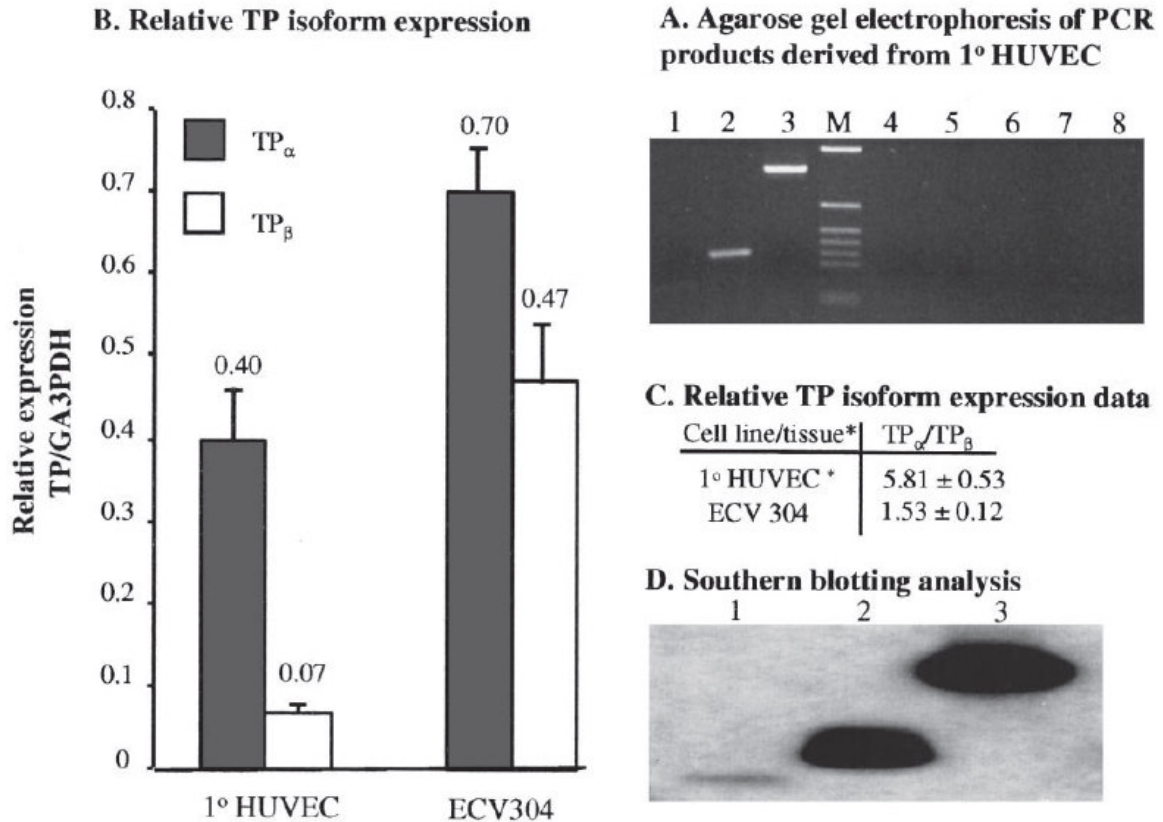 B. Relative TP isoform expression
Relative expression
TP/GA3PDH
0.8
0.7
0.6
0.5
0.4
0.3
0.2
0.1
0
TPα
TPβ
0.40
0.07
0.70
0.47
1º HUVEC
ECV304
A. Agarose gel electrophoresis of PCR
products derived from 1º HUVEC
1 2 3 M 4 5 6 7 8
C. Relative TP isoform expression data
Cell line/tissue* TPα/TPβ
1º HUVEC * 5.81 ± 0.53
ECV 304 1.53 ± 0.12
D. Southern blotting analysis
1 2 3